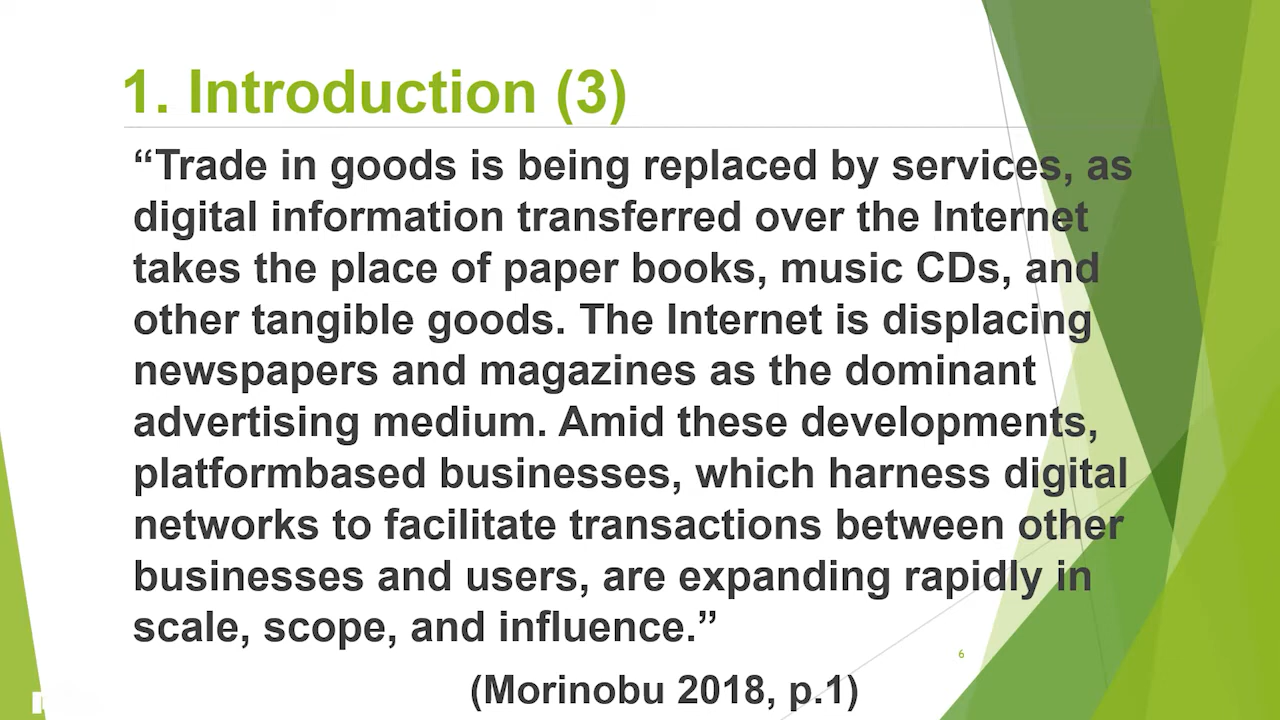 1. Introduction (3)
“Trade in goods is being replaced by services, as
digital information transferred over the Internet
takes the place of paper books, music CDs, and
other tangible goods. The Internet is displacing
newspapers and magazines as the dominant
advertising medium. Amid these developments,
platformbased businesses, which harness digital
networks to facilitate transactions between other
businesses and users, are expanding rapidly in
scale, scope, and influence.”
6
(Morinobu 2018, p.1)